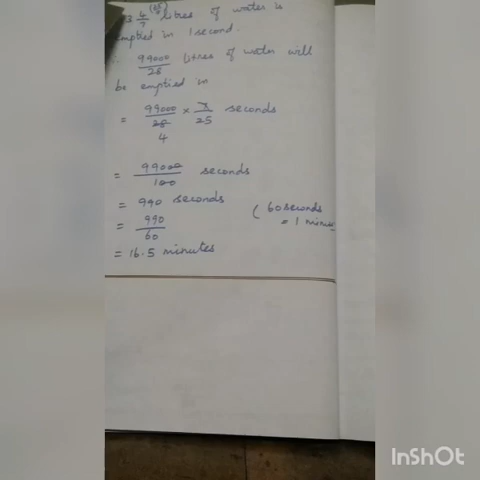 3 4/7 (25/7) litres of water is
emptied in 1 second.
∴ 99000/28 litres of water will
be emptied in
= 99000/28 × 7/25 seconds
4
= 99000/100 seconds
= 990 seconds
= 990/60 ( 60 seconds
= 1 minute
= 16.5 minutes
InShOt